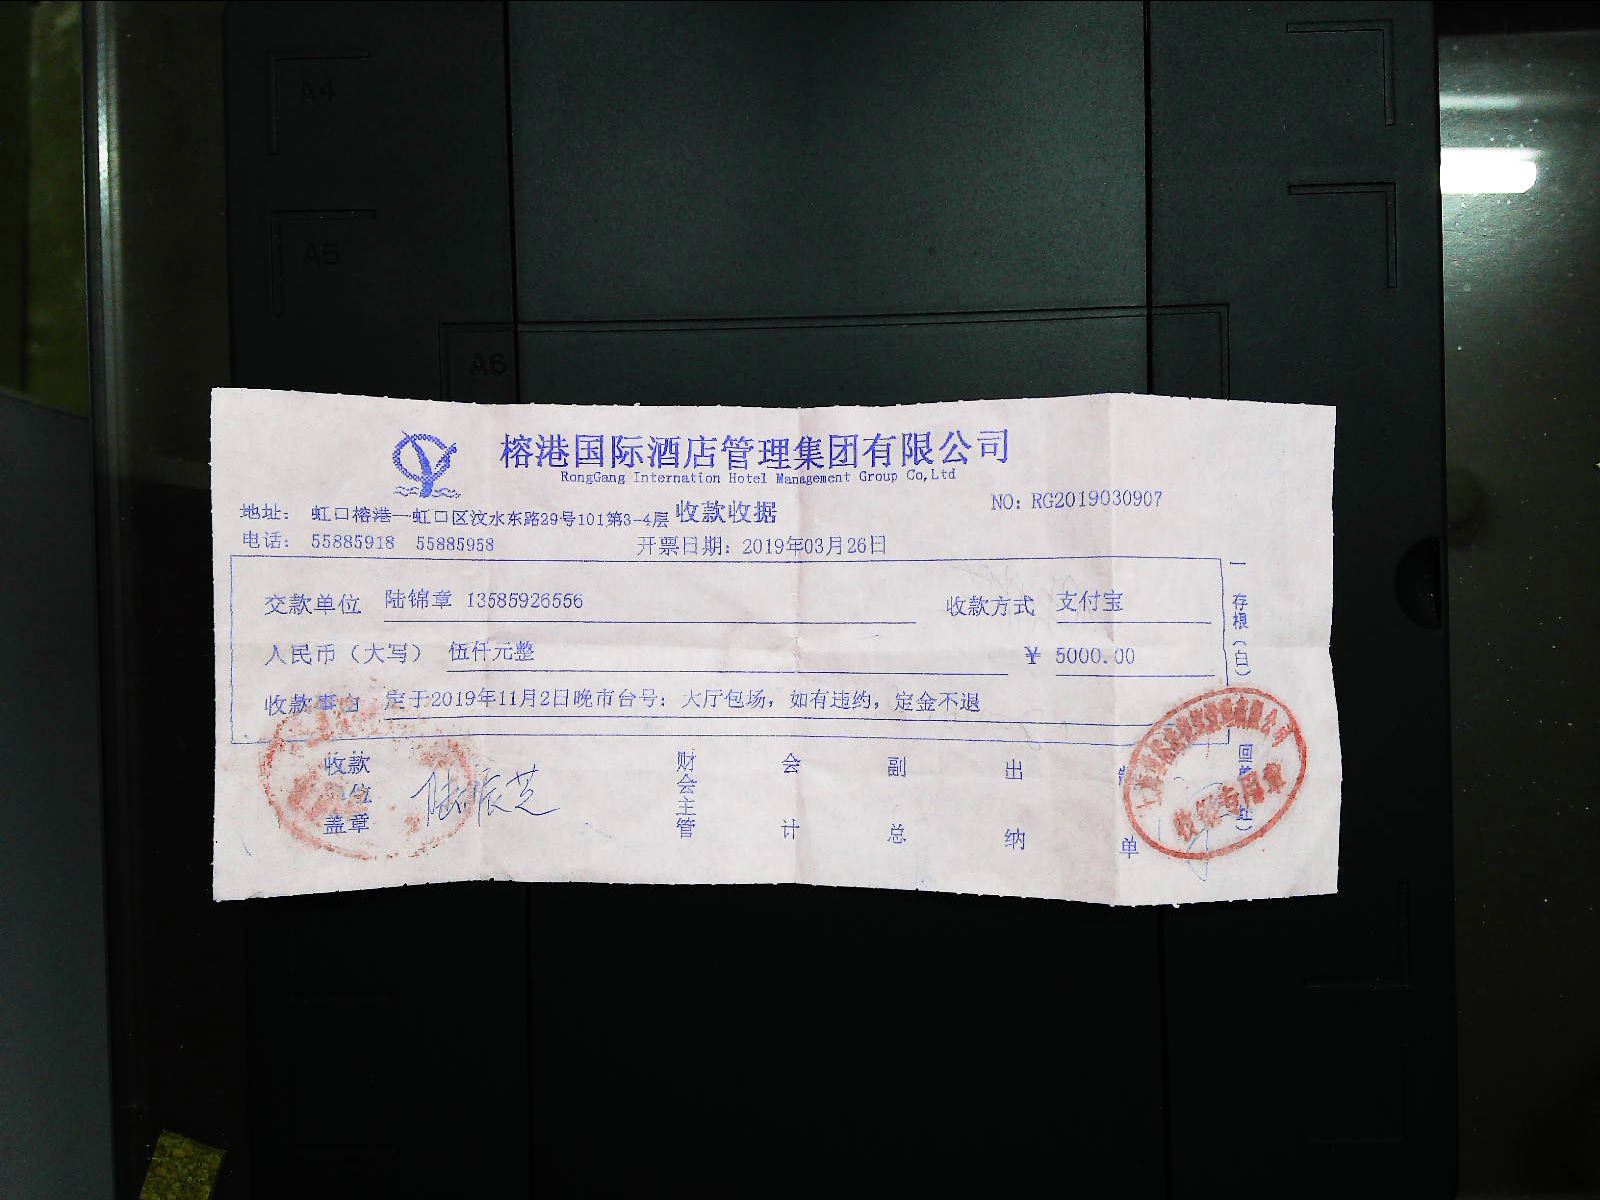 A4
A5
A6
榕港国际酒店管理集团有限公司
RongGang Internation Hotel Management Group Co,Ltd
地址: 虹口榕港—虹口区汶水东路29号101第3-4层 收款收据 NO: RG2019030907
电话: 55885918 55885958 开票日期: 2019年03月26日
交款单位 陆锦章 13585926556 收款方式 支付宝
人民币（大写） 伍仟元整 ¥ 5000.00
收款事由 定于2019年11月2日晚市台号: 大厅包场, 如有违约, 定金不退
一存根（白）
收款单位盖章 财会主管 会计 副总 出纳 单
收银专用章